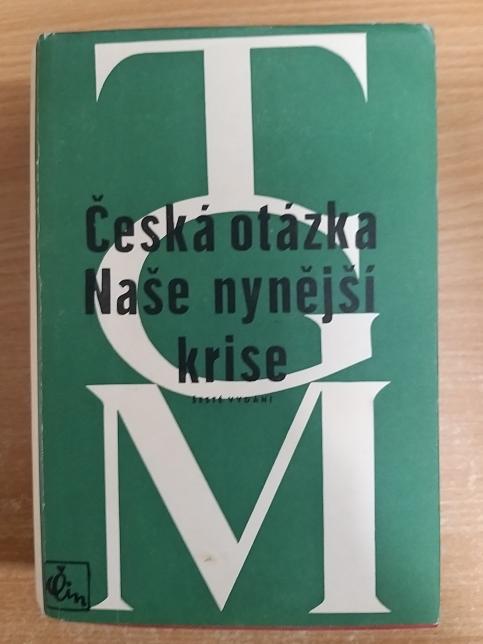 T
G
M
Česká otázka
Naše nynější
krise
ŠESTÉ VYDÁNÍ
Čin